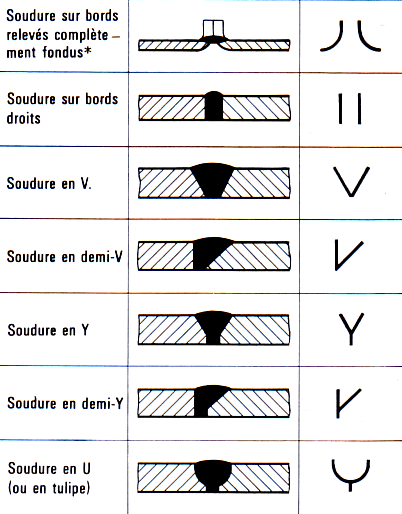 Soudure sur bords
relevés complète –
ment fondus*
Soudure sur bords
droits
Soudure en V.
Soudure en demi-V
Soudure en Y
Soudure en demi-Y
Soudure en U
(ou en tulipe)